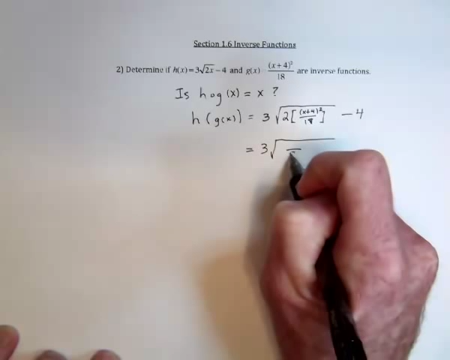 Section 1.6 Inverse Functions
2) Determine if h(x)=3√2x−4 and g(x) (x+4)²/18 are inverse functions.
Is h∘g(x) = x ?
h(g(x)) = 3 √2[(x+4)²/18] − 4
= 3√